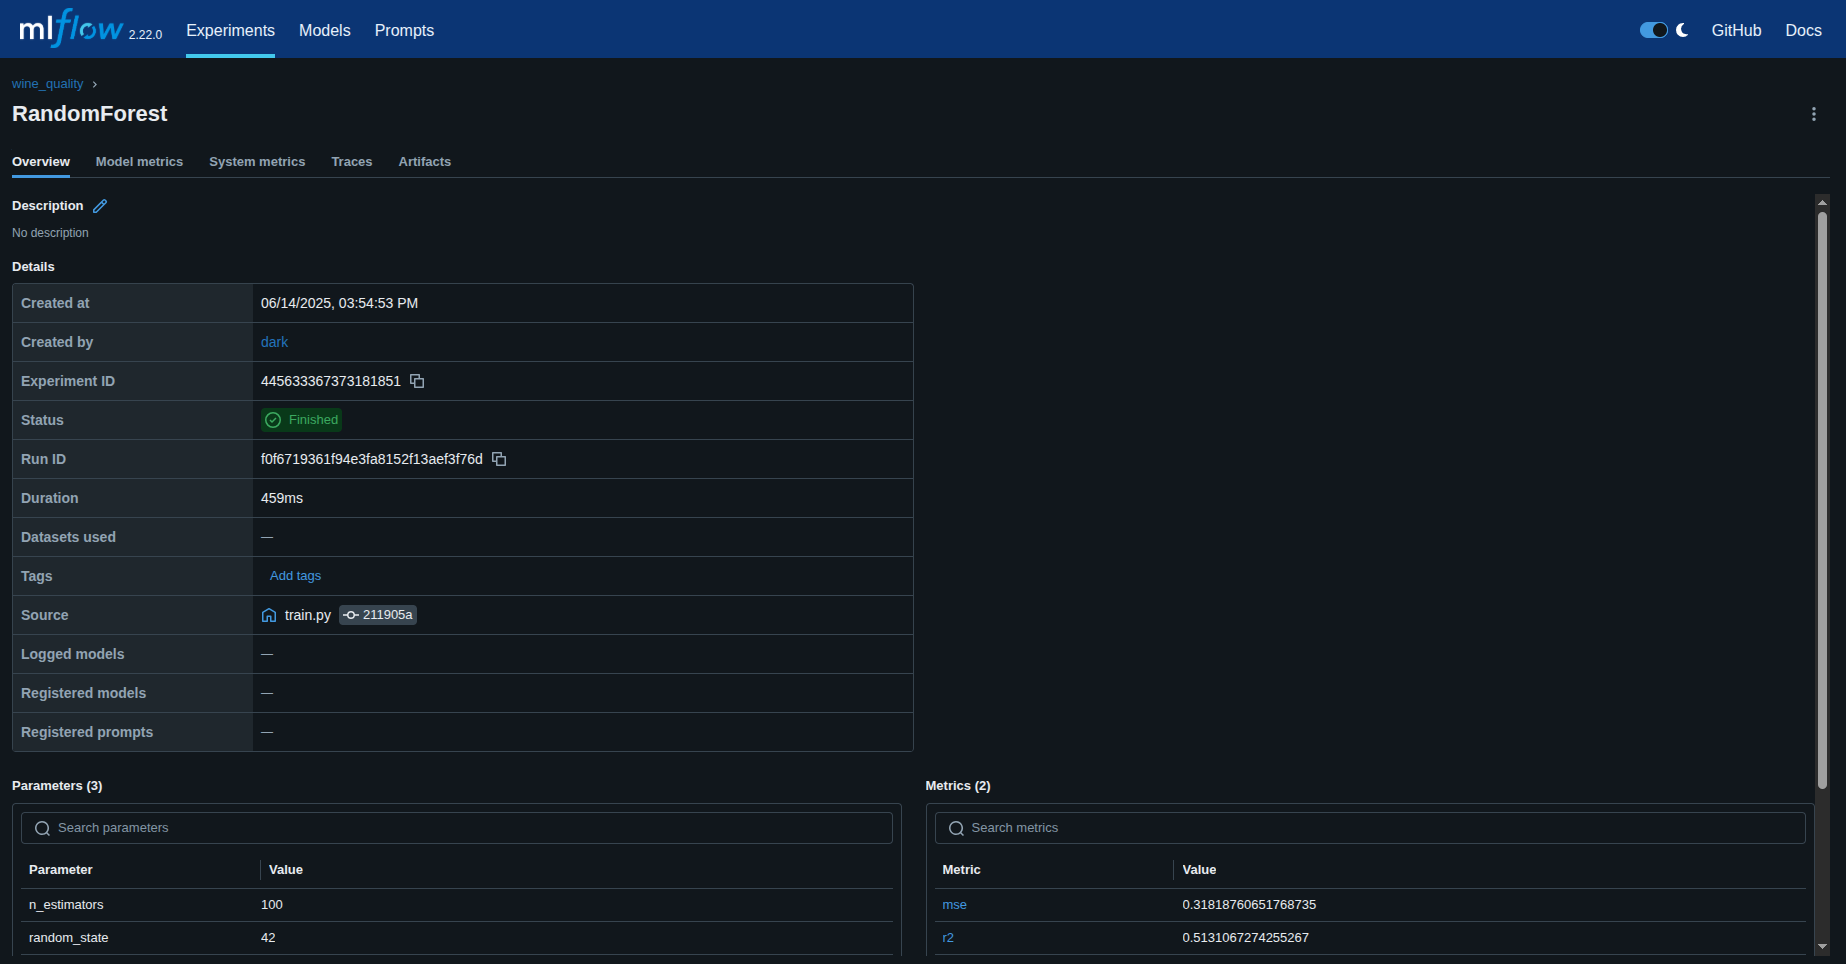 mlflow 2.22.0 Experiments Models Prompts GitHub Docs
wine_quality
RandomForest
Overview Model metrics System metrics Traces Artifacts
Description
No description
Details
Created at 06/14/2025, 03:54:53 PM
Created by dark
Experiment ID 445633367373181851
Status Finished
Run ID f0f6719361f94e3fa8152f13aef3f76d
Duration 459ms
Datasets used —
Tags Add tags
Source train.py 211905a
Logged models —
Registered models —
Registered prompts —
Parameters (3)
Search parameters
Parameter Value
n_estimators 100
random_state 42
Metrics (2)
Search metrics
Metric Value
mse 0.31818760651768735
r2 0.5131067274255267